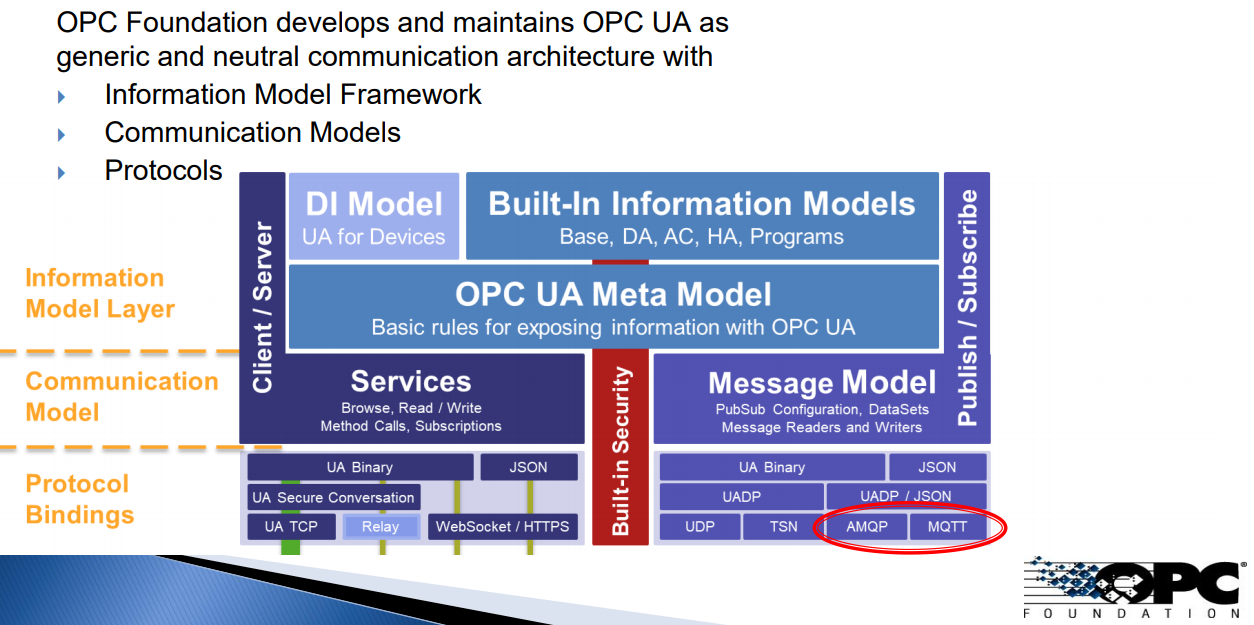 OPC Foundation develops and maintains OPC UA as
generic and neutral communication architecture with
Information Model Framework
Communication Models
Protocols
Information
Model Layer
Communication
Model
Protocol
Bindings
Client / Server
DI Model
UA for Devices
Built-In Information Models
Base, DA, AC, HA, Programs
Publish / Subscribe
OPC UA Meta Model
Basic rules for exposing information with OPC UA
Services
Browse, Read / Write
Method Calls, Subscriptions
Built-in Security
Message Model
PubSub Configuration, DataSets
Message Readers and Writers
UA Binary
JSON
UA Secure Conversation
UA TCP
Relay
WebSocket / HTTPS
UA Binary
JSON
UADP
UADP / JSON
UDP
TSN
AMQP
MQTT
OPC®
FOUNDATION